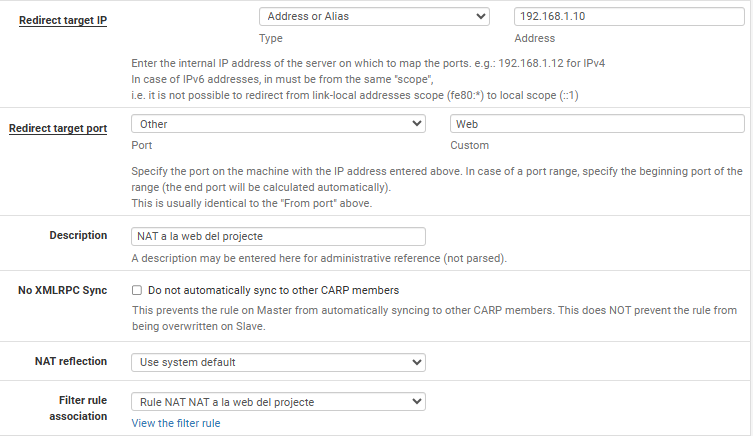 Redirect target IP
Address or Alias
192.168.1.10
Type
Address
Enter the internal IP address of the server on which to map the ports. e.g.: 192.168.1.12 for IPv4
In case of IPv6 addresses, in must be from the same "scope",
i.e. it is not possible to redirect from link-local addresses scope (fe80:*) to local scope (::1)
Redirect target port
Other
Web
Port
Custom
Specify the port on the machine with the IP address entered above. In case of a port range, specify the beginning port of the
range (the end port will be calculated automatically).
This is usually identical to the "From port" above.
Description
NAT a la web del projecte
A description may be entered here for administrative reference (not parsed).
No XMLRPC Sync
Do not automatically sync to other CARP members
This prevents the rule on Master from automatically syncing to other CARP members. This does NOT prevent the rule from
being overwritten on Slave.
NAT reflection
Use system default
Filter rule
association
Rule NAT NAT a la web del projecte
View the filter rule